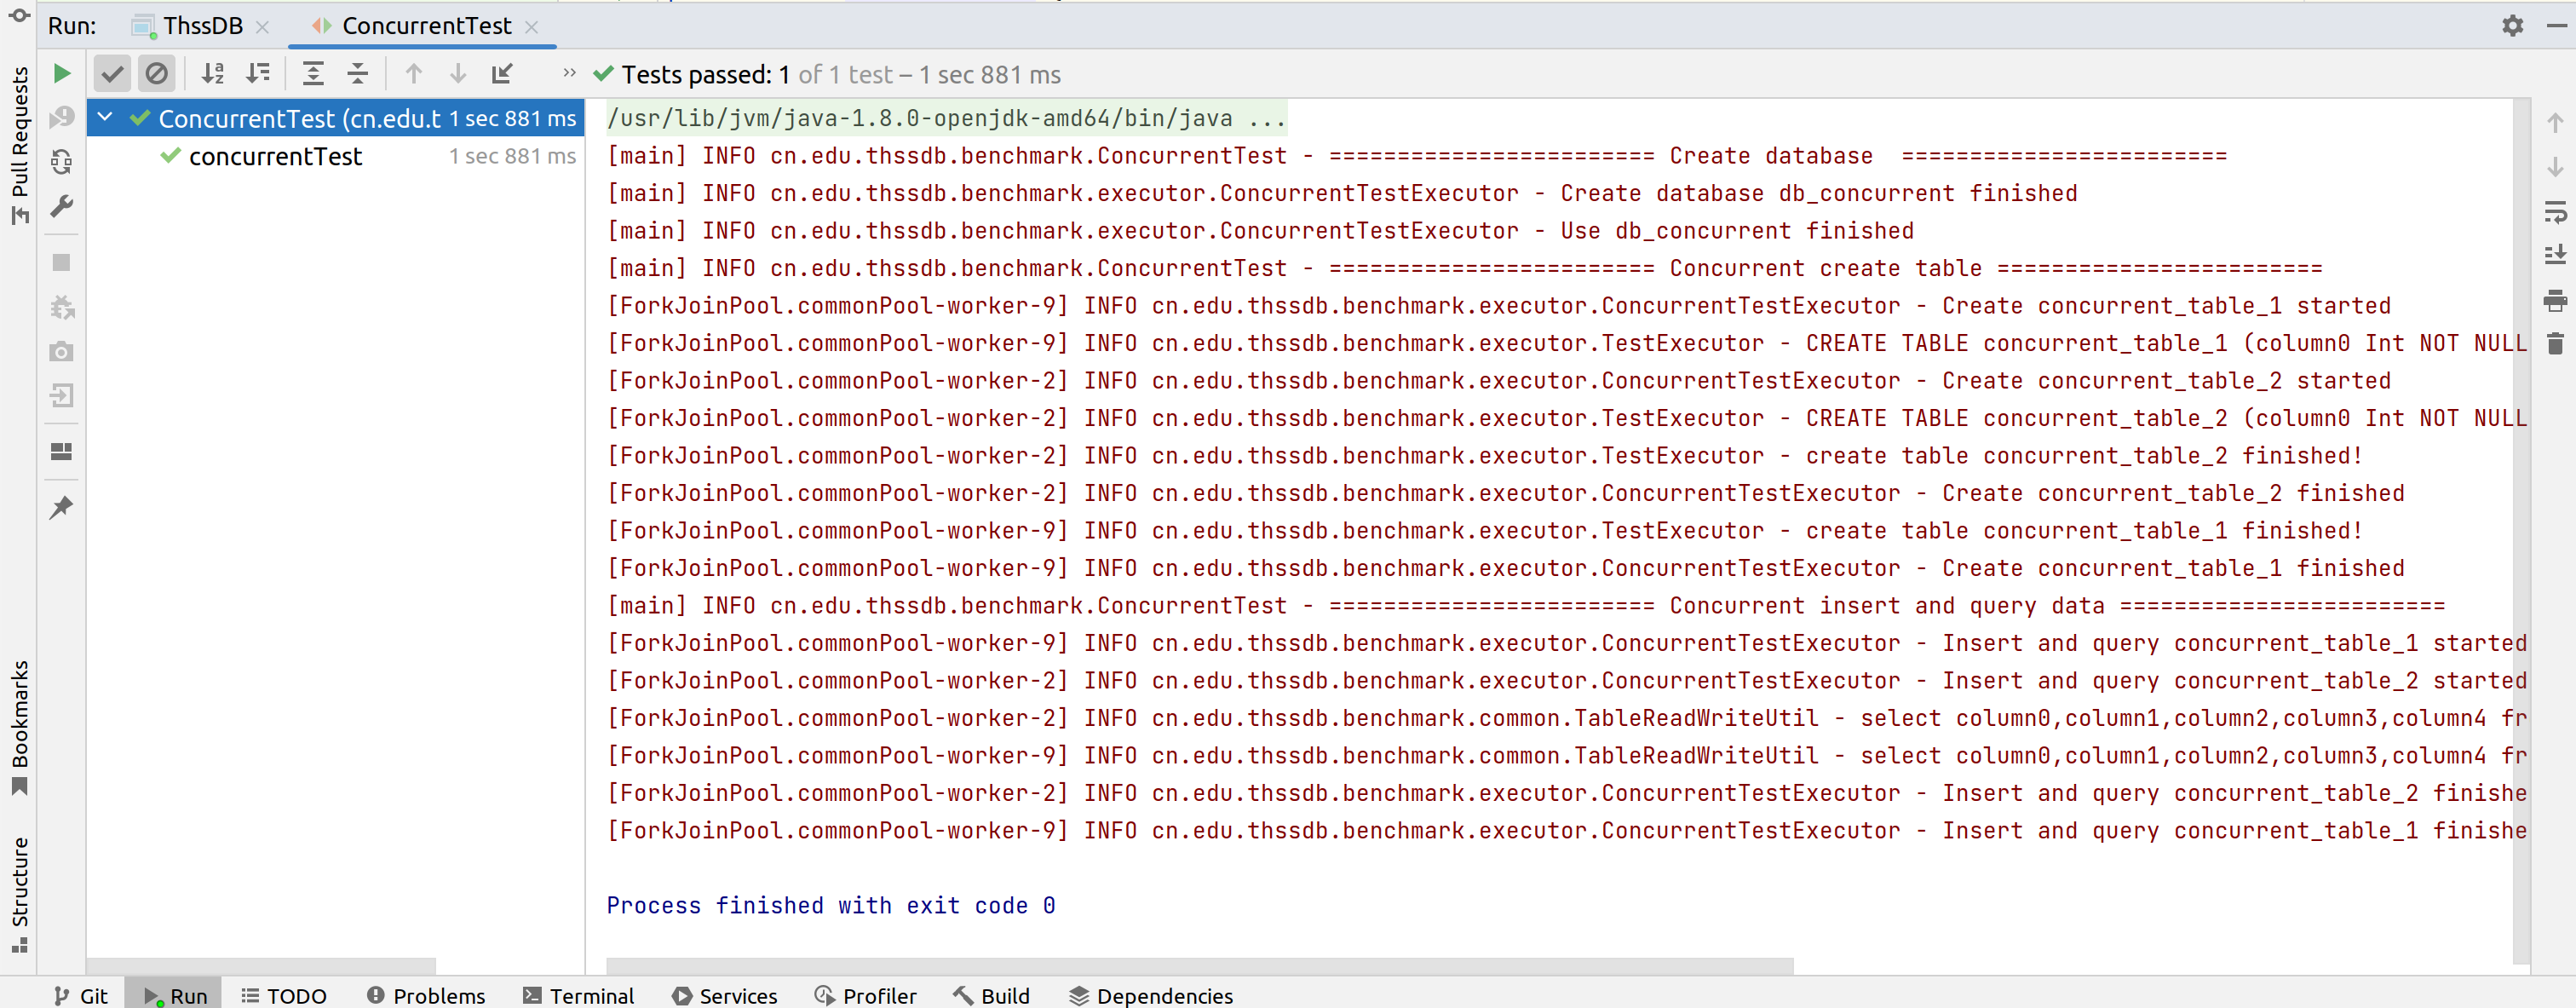 Run: ThssDB ConcurrentTest
Pull Requests
Bookmarks
Structure
Tests passed: 1 of 1 test – 1 sec 881 ms
ConcurrentTest (cn.edu.t 1 sec 881 ms
concurrentTest 1 sec 881 ms
/usr/lib/jvm/java-1.8.0-openjdk-amd64/bin/java ...
[main] INFO cn.edu.thssdb.benchmark.ConcurrentTest - ======================== Create database  ========================
[main] INFO cn.edu.thssdb.benchmark.executor.ConcurrentTestExecutor - Create database db_concurrent finished
[main] INFO cn.edu.thssdb.benchmark.executor.ConcurrentTestExecutor - Use db_concurrent finished
[main] INFO cn.edu.thssdb.benchmark.ConcurrentTest - ======================== Concurrent create table ========================
[ForkJoinPool.commonPool-worker-9] INFO cn.edu.thssdb.benchmark.executor.ConcurrentTestExecutor - Create concurrent_table_1 started
[ForkJoinPool.commonPool-worker-9] INFO cn.edu.thssdb.benchmark.executor.TestExecutor - CREATE TABLE concurrent_table_1 (column0 Int NOT NULL
[ForkJoinPool.commonPool-worker-2] INFO cn.edu.thssdb.benchmark.executor.ConcurrentTestExecutor - Create concurrent_table_2 started
[ForkJoinPool.commonPool-worker-2] INFO cn.edu.thssdb.benchmark.executor.TestExecutor - CREATE TABLE concurrent_table_2 (column0 Int NOT NULL
[ForkJoinPool.commonPool-worker-2] INFO cn.edu.thssdb.benchmark.executor.TestExecutor - create table concurrent_table_2 finished!
[ForkJoinPool.commonPool-worker-2] INFO cn.edu.thssdb.benchmark.executor.ConcurrentTestExecutor - Create concurrent_table_2 finished
[ForkJoinPool.commonPool-worker-9] INFO cn.edu.thssdb.benchmark.executor.TestExecutor - create table concurrent_table_1 finished!
[ForkJoinPool.commonPool-worker-9] INFO cn.edu.thssdb.benchmark.executor.ConcurrentTestExecutor - Create concurrent_table_1 finished
[main] INFO cn.edu.thssdb.benchmark.ConcurrentTest - ======================== Concurrent insert and query data ========================
[ForkJoinPool.commonPool-worker-9] INFO cn.edu.thssdb.benchmark.executor.ConcurrentTestExecutor - Insert and query concurrent_table_1 started
[ForkJoinPool.commonPool-worker-2] INFO cn.edu.thssdb.benchmark.executor.ConcurrentTestExecutor - Insert and query concurrent_table_2 started
[ForkJoinPool.commonPool-worker-2] INFO cn.edu.thssdb.benchmark.common.TableReadWriteUtil - select column0,column1,column2,column3,column4 fr
[ForkJoinPool.commonPool-worker-9] INFO cn.edu.thssdb.benchmark.common.TableReadWriteUtil - select column0,column1,column2,column3,column4 fr
[ForkJoinPool.commonPool-worker-2] INFO cn.edu.thssdb.benchmark.executor.ConcurrentTestExecutor - Insert and query concurrent_table_2 finishe
[ForkJoinPool.commonPool-worker-9] INFO cn.edu.thssdb.benchmark.executor.ConcurrentTestExecutor - Insert and query concurrent_table_1 finishe
Process finished with exit code 0
Git Run TODO Problems Terminal Services Profiler Build Dependencies